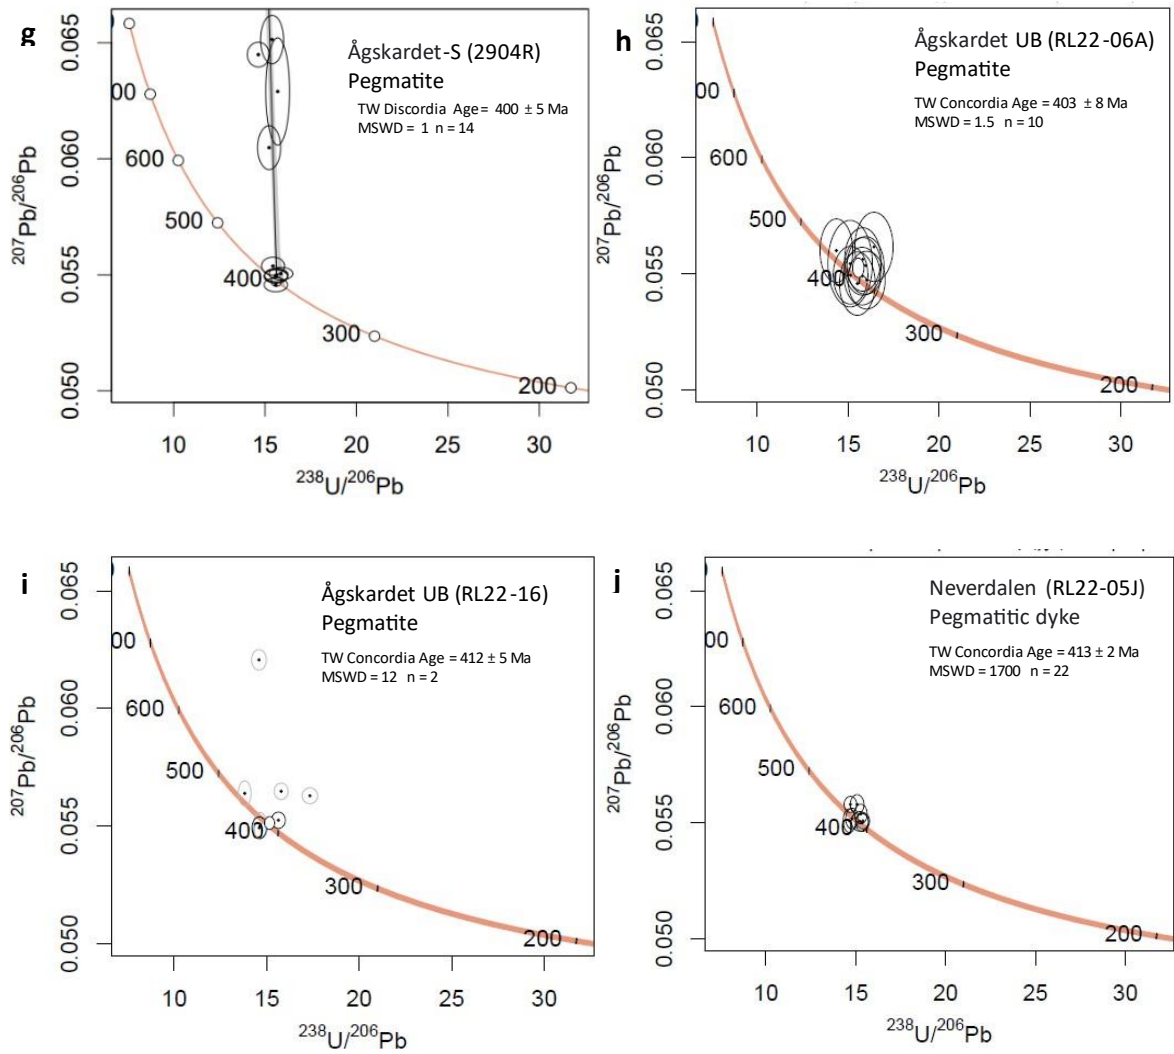 g
Ågskardet-S (2904R)
Pegmatite
TW Discordia Age = 400 ± 5 Ma
MSWD = 1 n = 14
0.065
0.060
0.055
0.050
207Pb/206Pb
00
600
500
400
300
200
10 15 20 25 30
238U/206Pb
h
Ågskardet UB (RL22-06A)
Pegmatite
TW Concordia Age = 403 ± 8 Ma
MSWD = 1.5 n = 10
0.065
0.060
0.055
0.050
207Pb/206Pb
00
600
500
400
300
200
10 15 20 25 30
238U/206Pb
i
Ågskardet UB (RL22-16)
Pegmatite
TW Concordia Age = 412 ± 5 Ma
MSWD = 12 n = 2
0.065
0.060
0.055
0.050
207Pb/206Pb
00
600
500
400
300
200
10 15 20 25 30
238U/206Pb
j
Neverdalen (RL22-05J)
Pegmatitic dyke
TW Concordia Age = 413 ± 2 Ma
MSWD = 1700 n = 22
0.065
0.060
0.055
0.050
207Pb/206Pb
00
600
500
400
300
200
10 15 20 25 30
238U/206Pb